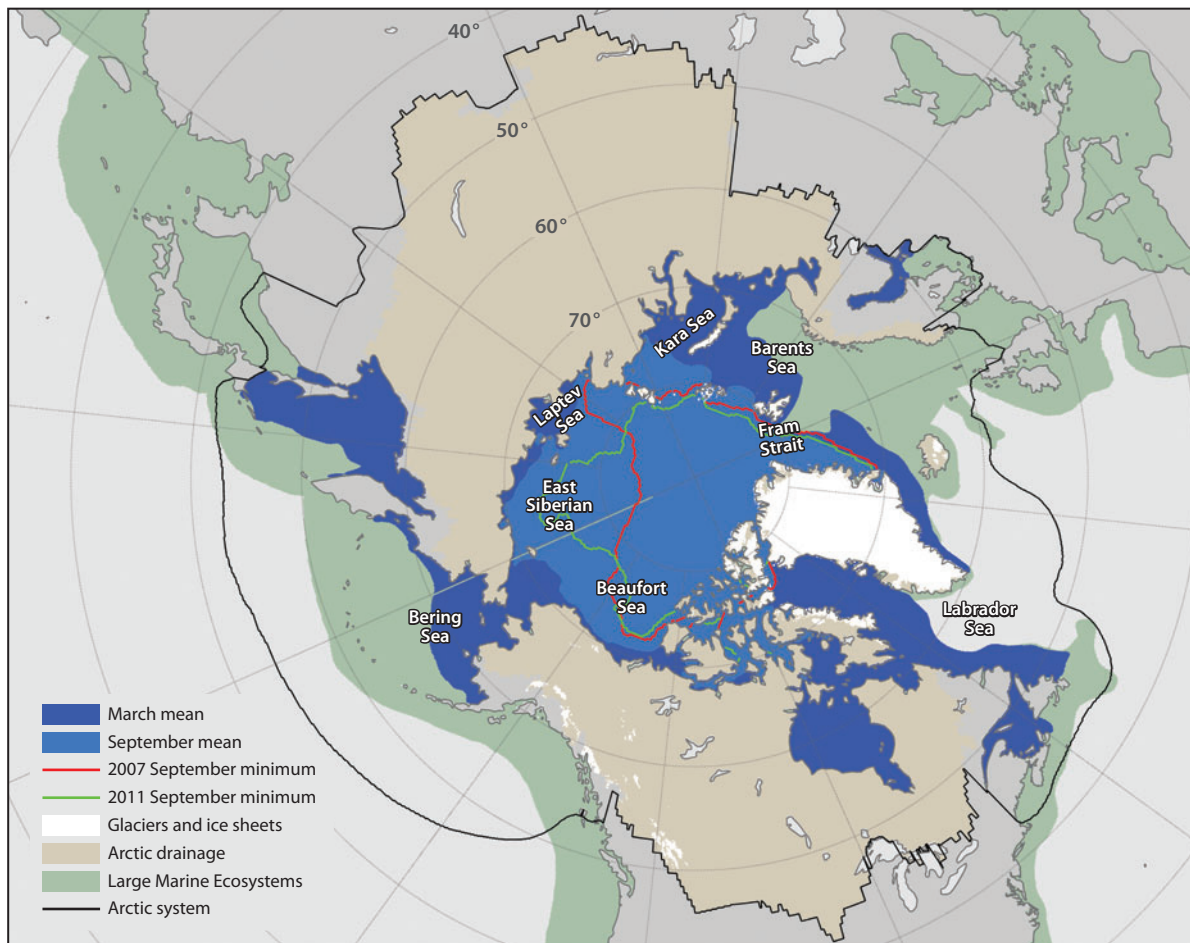 40°
50°
60°
70°
Kara Sea
Barents
Sea
Laptev
Sea
Fram
Strait
East
Siberian
Sea
Beaufort
Sea
Bering
Sea
Labrador
Sea
March mean
September mean
2007 September minimum
2011 September minimum
Glaciers and ice sheets
Arctic drainage
Large Marine Ecosystems
Arctic system